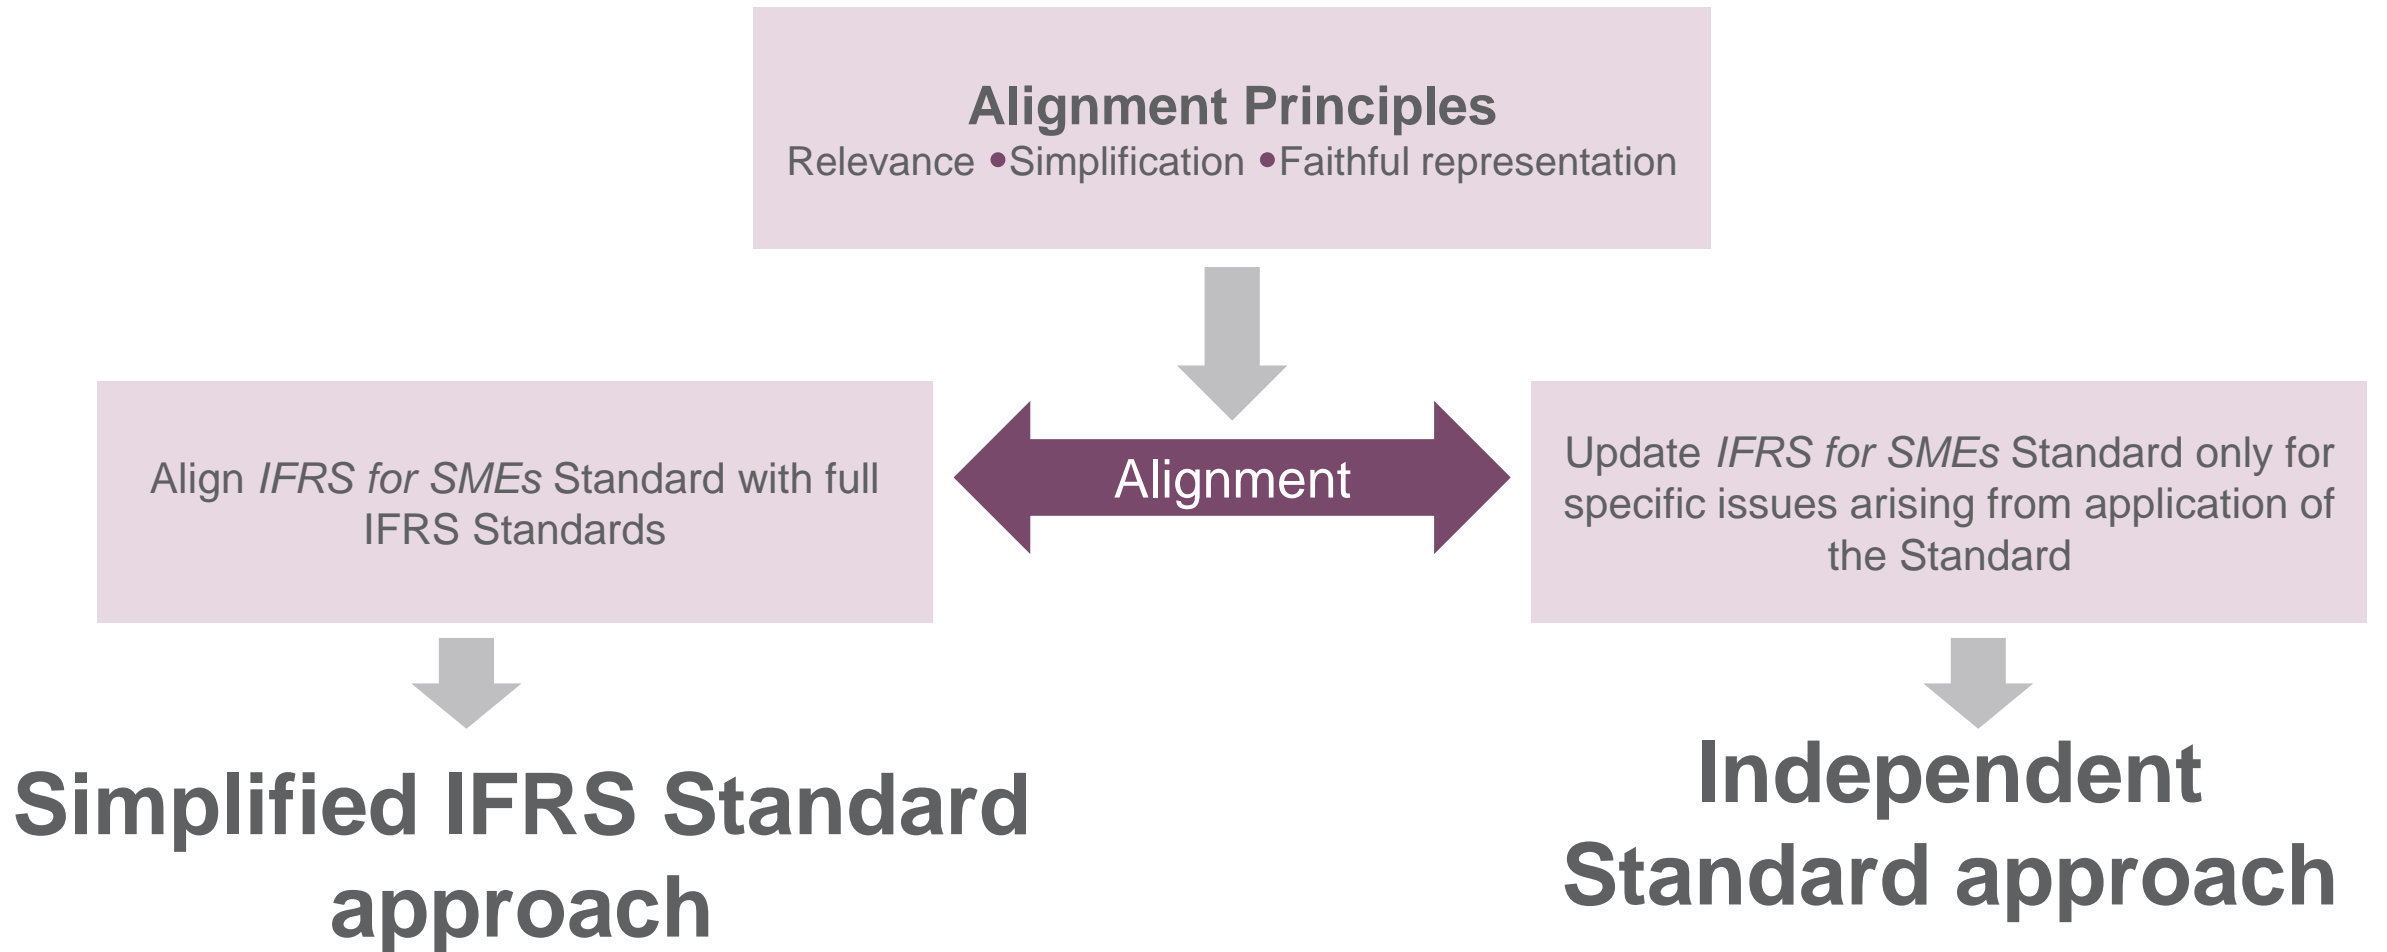 Alignment Principles
Relevance •Simplification •Faithful representation
Align IFRS for SMEs Standard with full
IFRS Standards
Alignment
Update IFRS for SMEs Standard only for
specific issues arising from application of
the Standard
Simplified IFRS Standard
approach
Independent
Standard approach